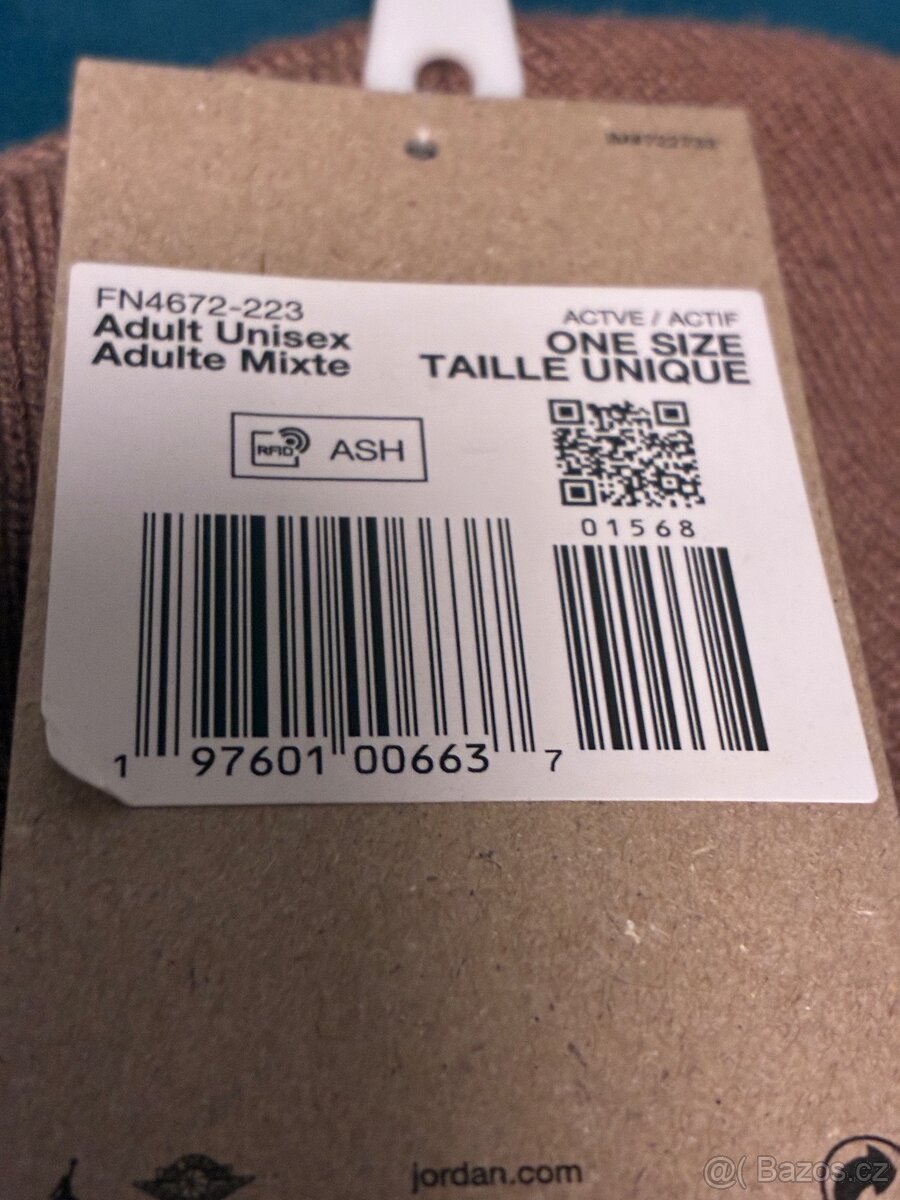 FN4672-223
Adult Unisex
Adulte Mixte
ACTVE / ACTIF
ONE SIZE
TAILLE UNIQUE
RFID ASH
01568
1 97601 00663 7
jordan.com
@( Bazos.cz